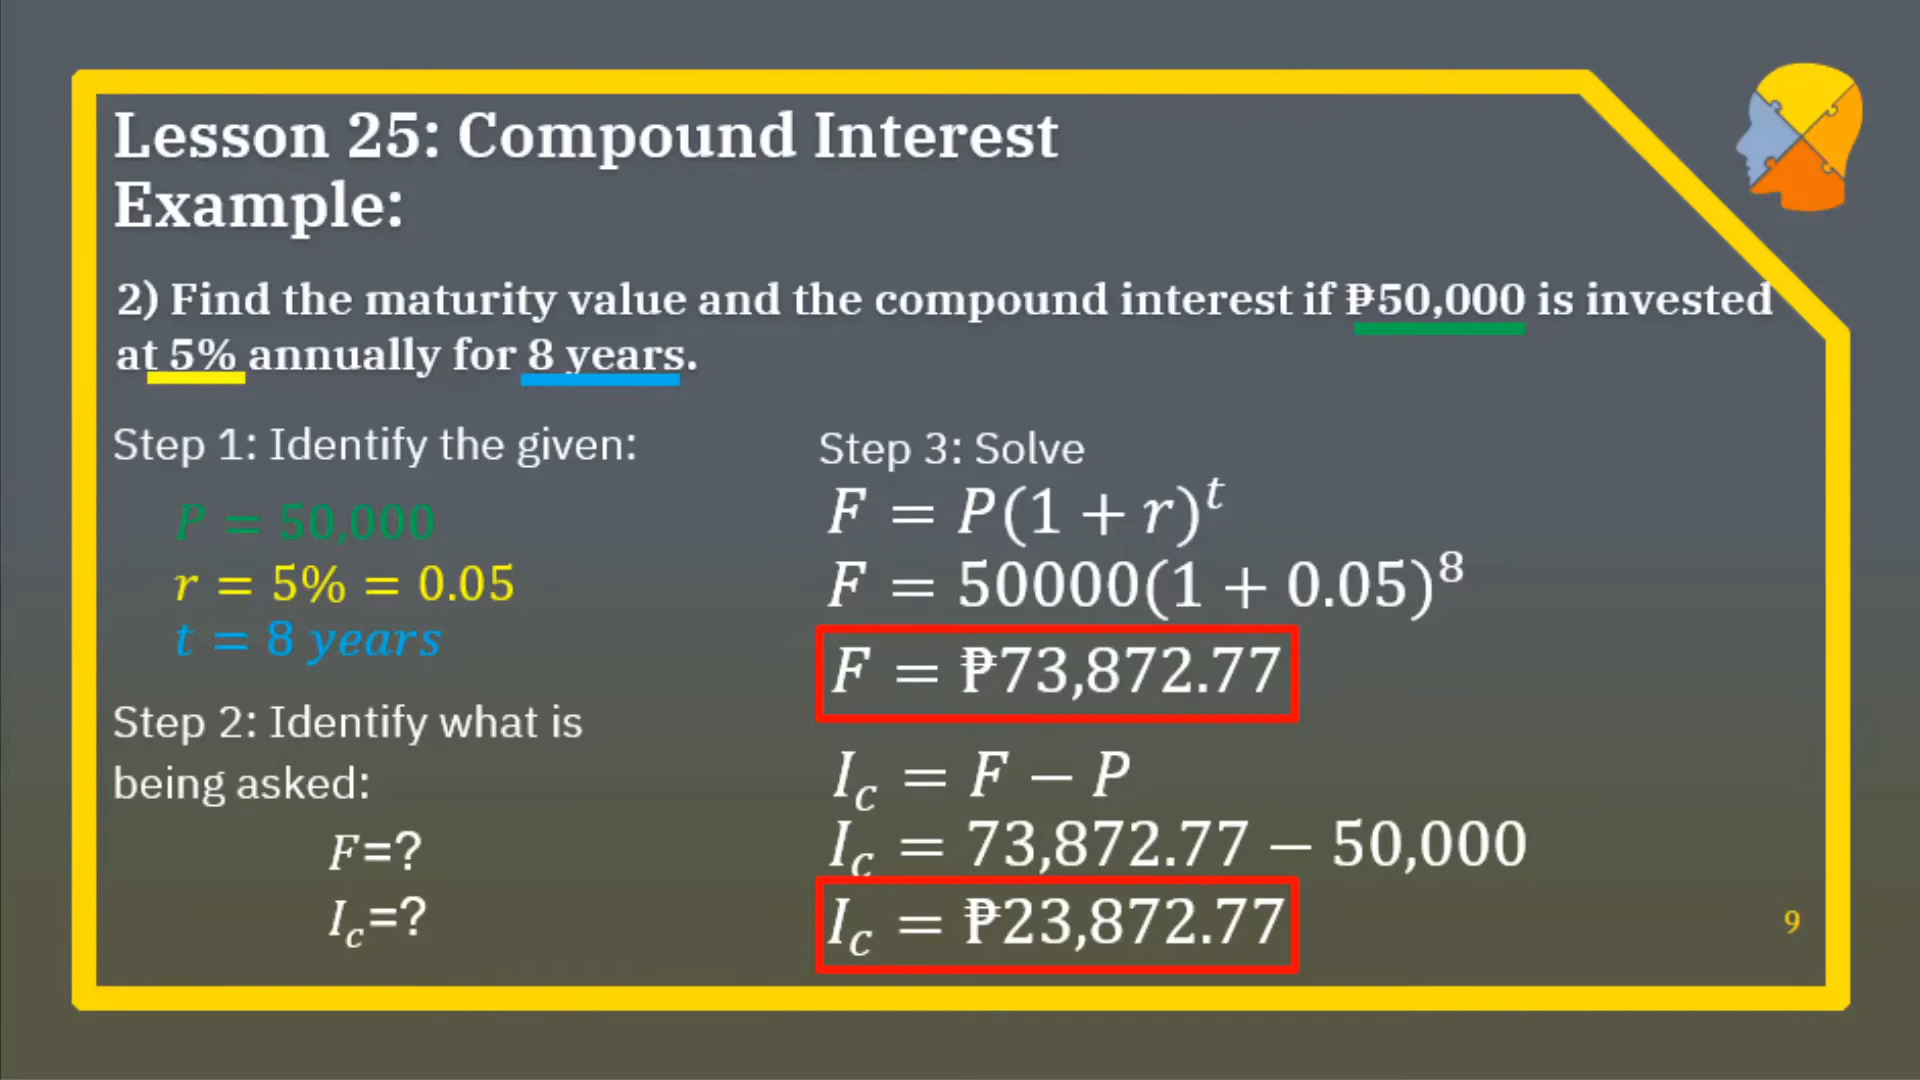 Lesson 25: Compound Interest
Example:
2) Find the maturity value and the compound interest if ₱50,000 is invested
at 5% annually for 8 years.
Step 1: Identify the given:
P = 50,000
r = 5% = 0.05
t = 8 years
Step 2: Identify what is
being asked:
F=?
I_c=?
Step 3: Solve
F = P(1 + r)^t
F = 50000(1 + 0.05)^8
F = ₱73,872.77
I_c = F − P
I_c = 73,872.77 − 50,000
I_c = ₱23,872.77
9